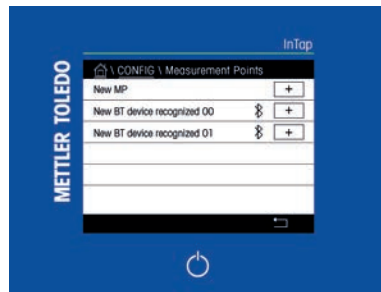 InTap
METTLER TOLEDO
\ CONFIG \ Measurement Points
New MP +
New BT device recognized 00 +
New BT device recognized 01 +